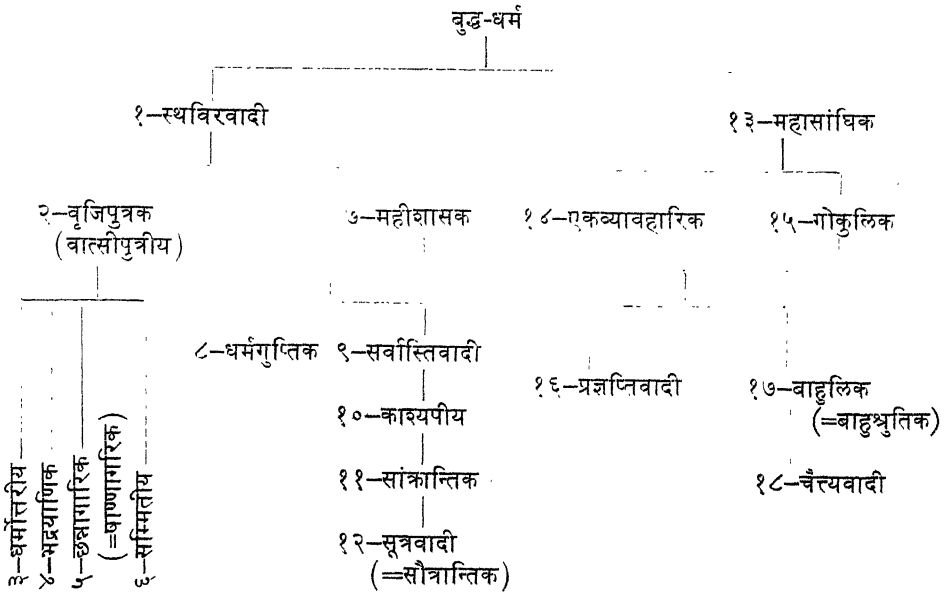 बुद्ध-धर्म
१—स्थविरवादी
१३—महासांघिक
२—वृजिपुत्रक
(वात्सीपुत्रीय)
७—महीशासक
१४—एकव्यावहारिक
१५—गोकुलिक
८—धर्मगुप्तिक
९—सर्वास्तिवादी
१६—प्रज्ञप्तिवादी
१७—बाहुलिक
(=बाहुश्रुतिक)
१०—काश्यपीय
११—सांक्रान्तिक
१८—चैत्त्यवादी
१२—सूत्रवादी
(=सौत्रान्तिक)
३—धर्मोत्तरीय
४—भद्रयाणिक
५—छन्नागारिक
(=षाण्णागरिक)
६—सम्मितीय